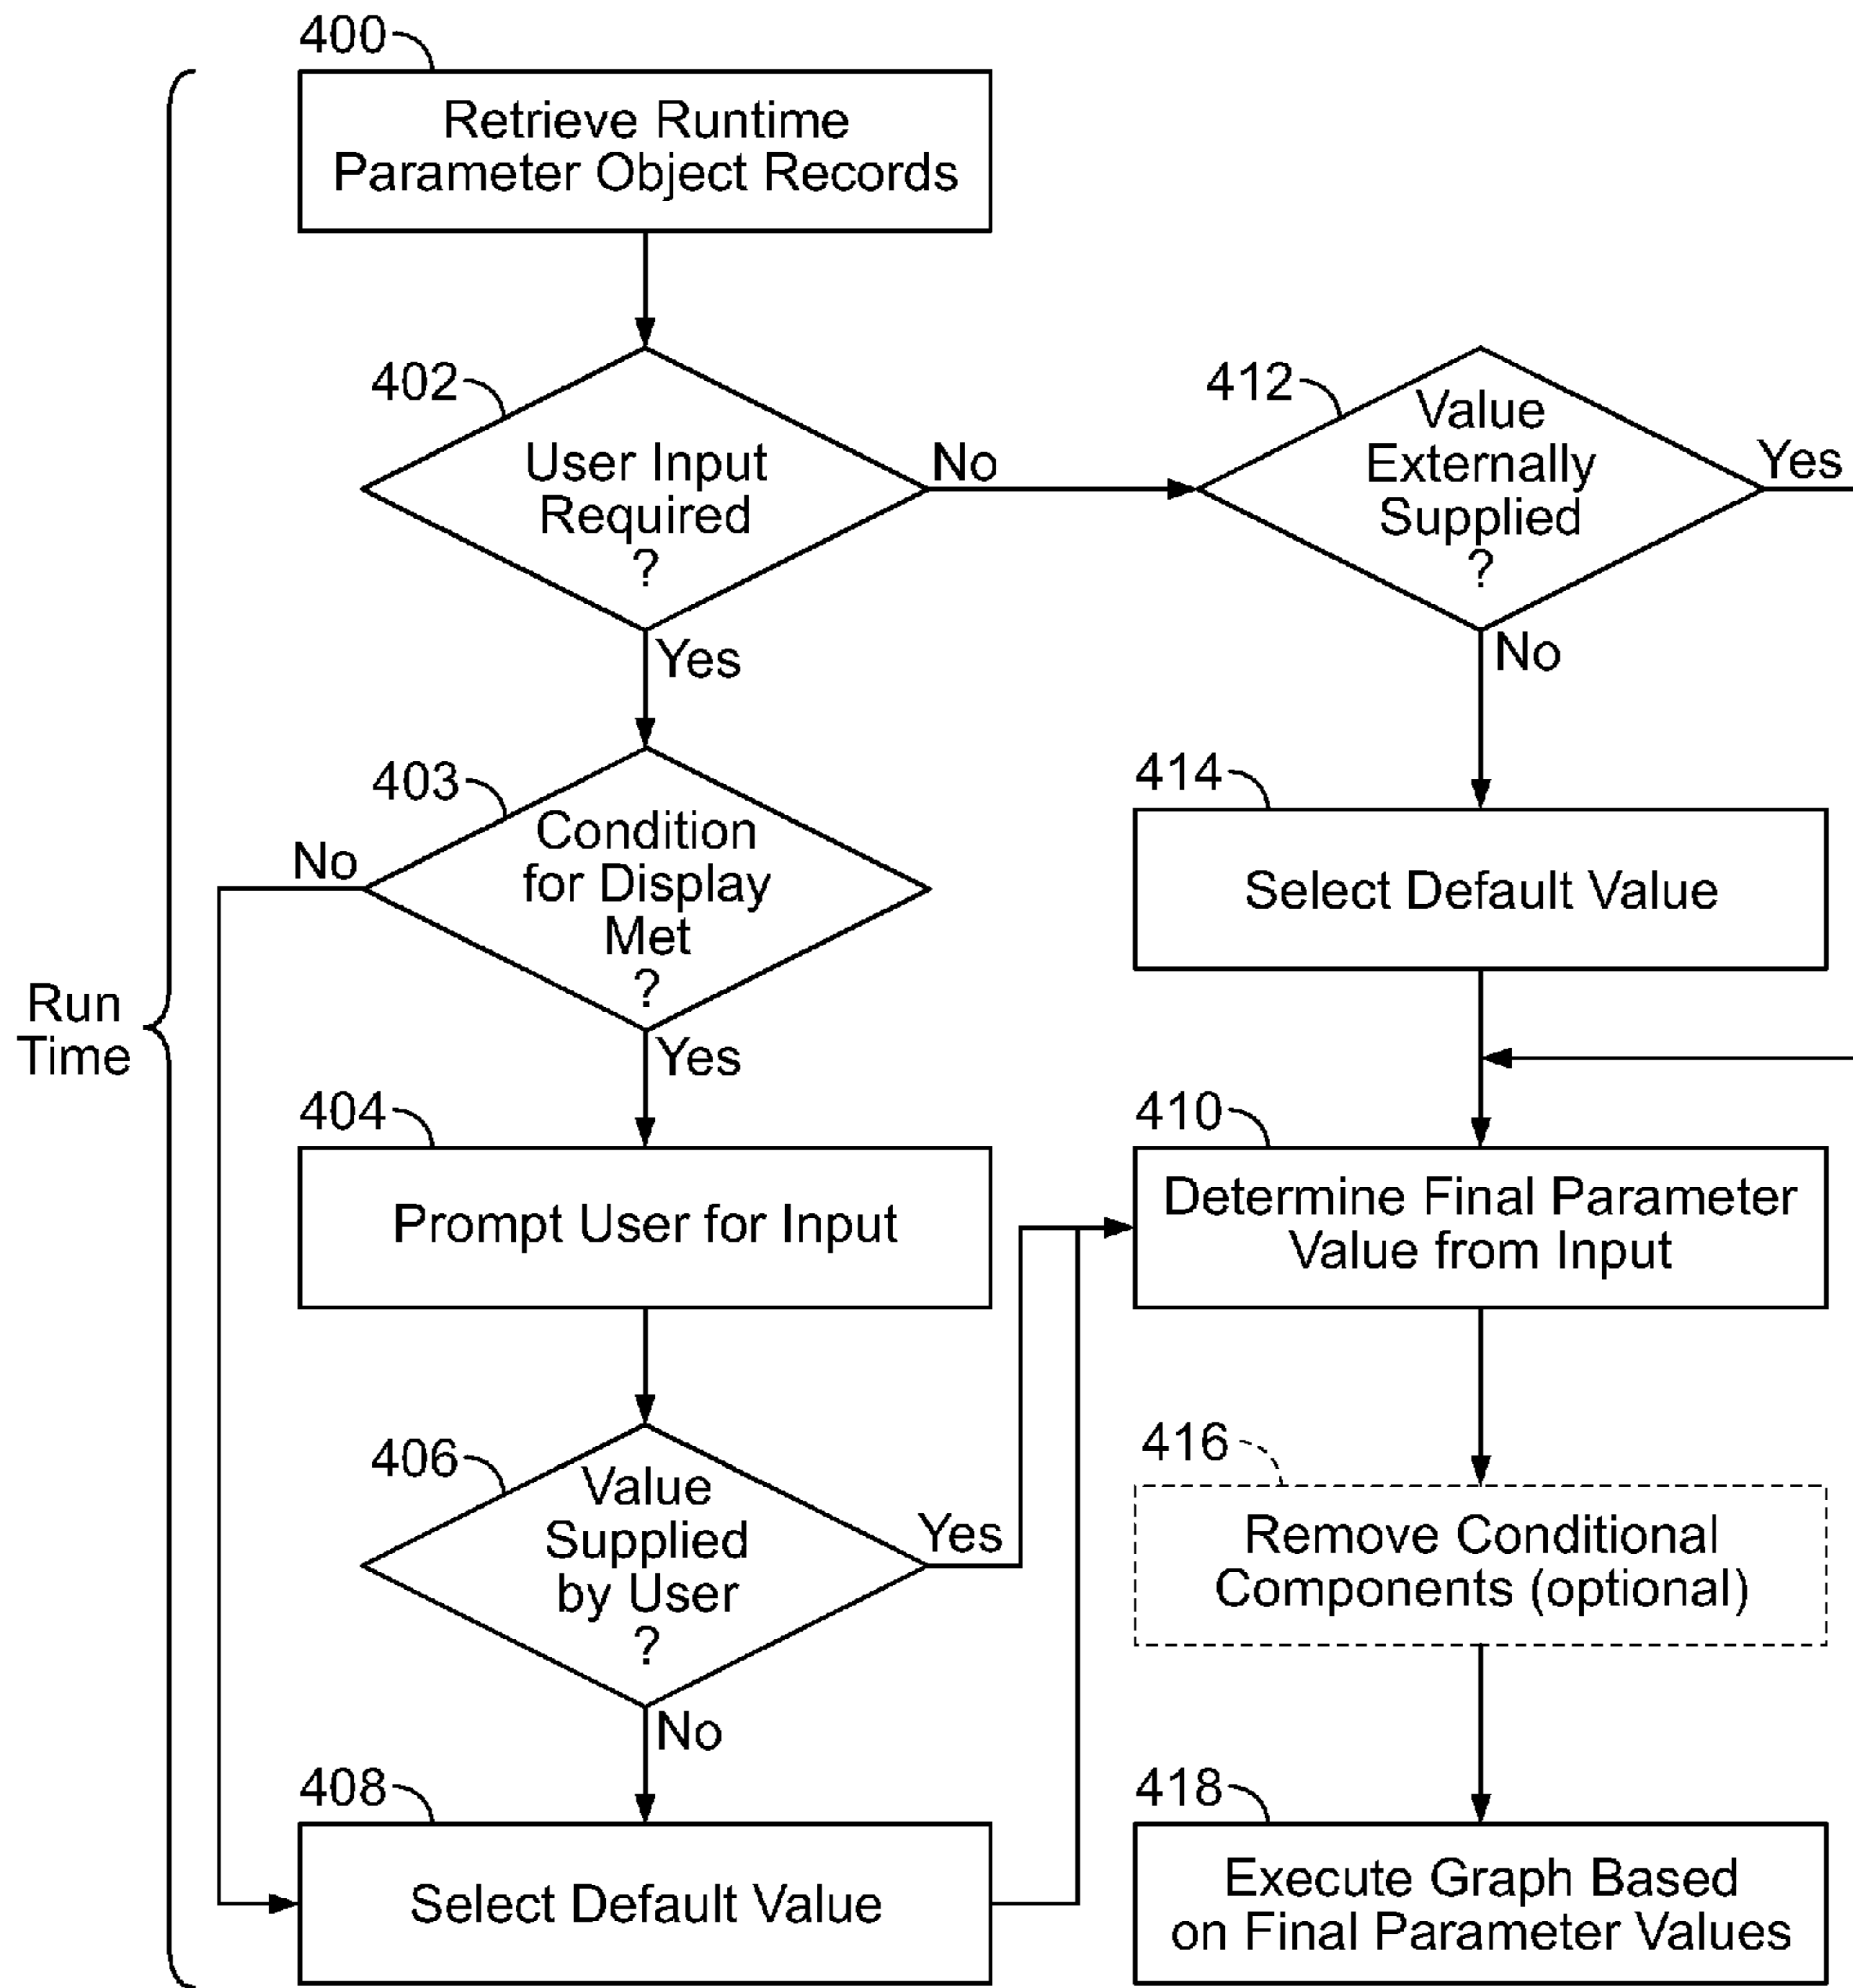 400
Retrieve Runtime
Parameter Object Records
402
User Input
Required
?
No
Yes
412
Value
Externally
Supplied
?
Yes
No
403
Condition
for Display
Met
?
No
Yes
414
Select Default Value
Run
Time
404
Prompt User for Input
410
Determine Final Parameter
Value from Input
406
Value
Supplied
by User
?
Yes
No
416
Remove Conditional
Components (optional)
408
Select Default Value
418
Execute Graph Based
on Final Parameter Values